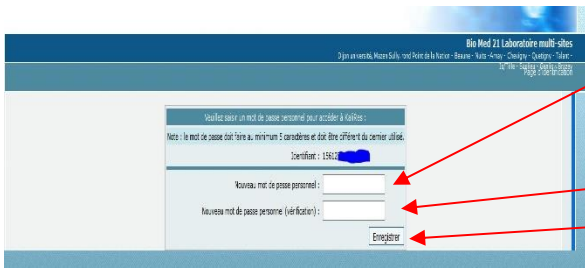 Bio Med 21 Laboratoire multi-sites
Dijon université, Mazen Sully, rond Point de la Nation - Beaune - Nuits - Arnay - Chevigny - Quetigny - Talant -
Page d'identification
Veuillez saisir un mot de passe personnel pour accéder à KaliRes :
Note : le mot de passe doit faire au minimum 5 caractères et doit être différent du dernier utilisé.
Identifiant : 15612
Nouveau mot de passe personnel :
Nouveau mot de passe personnel (vérification) :
Enregistrer